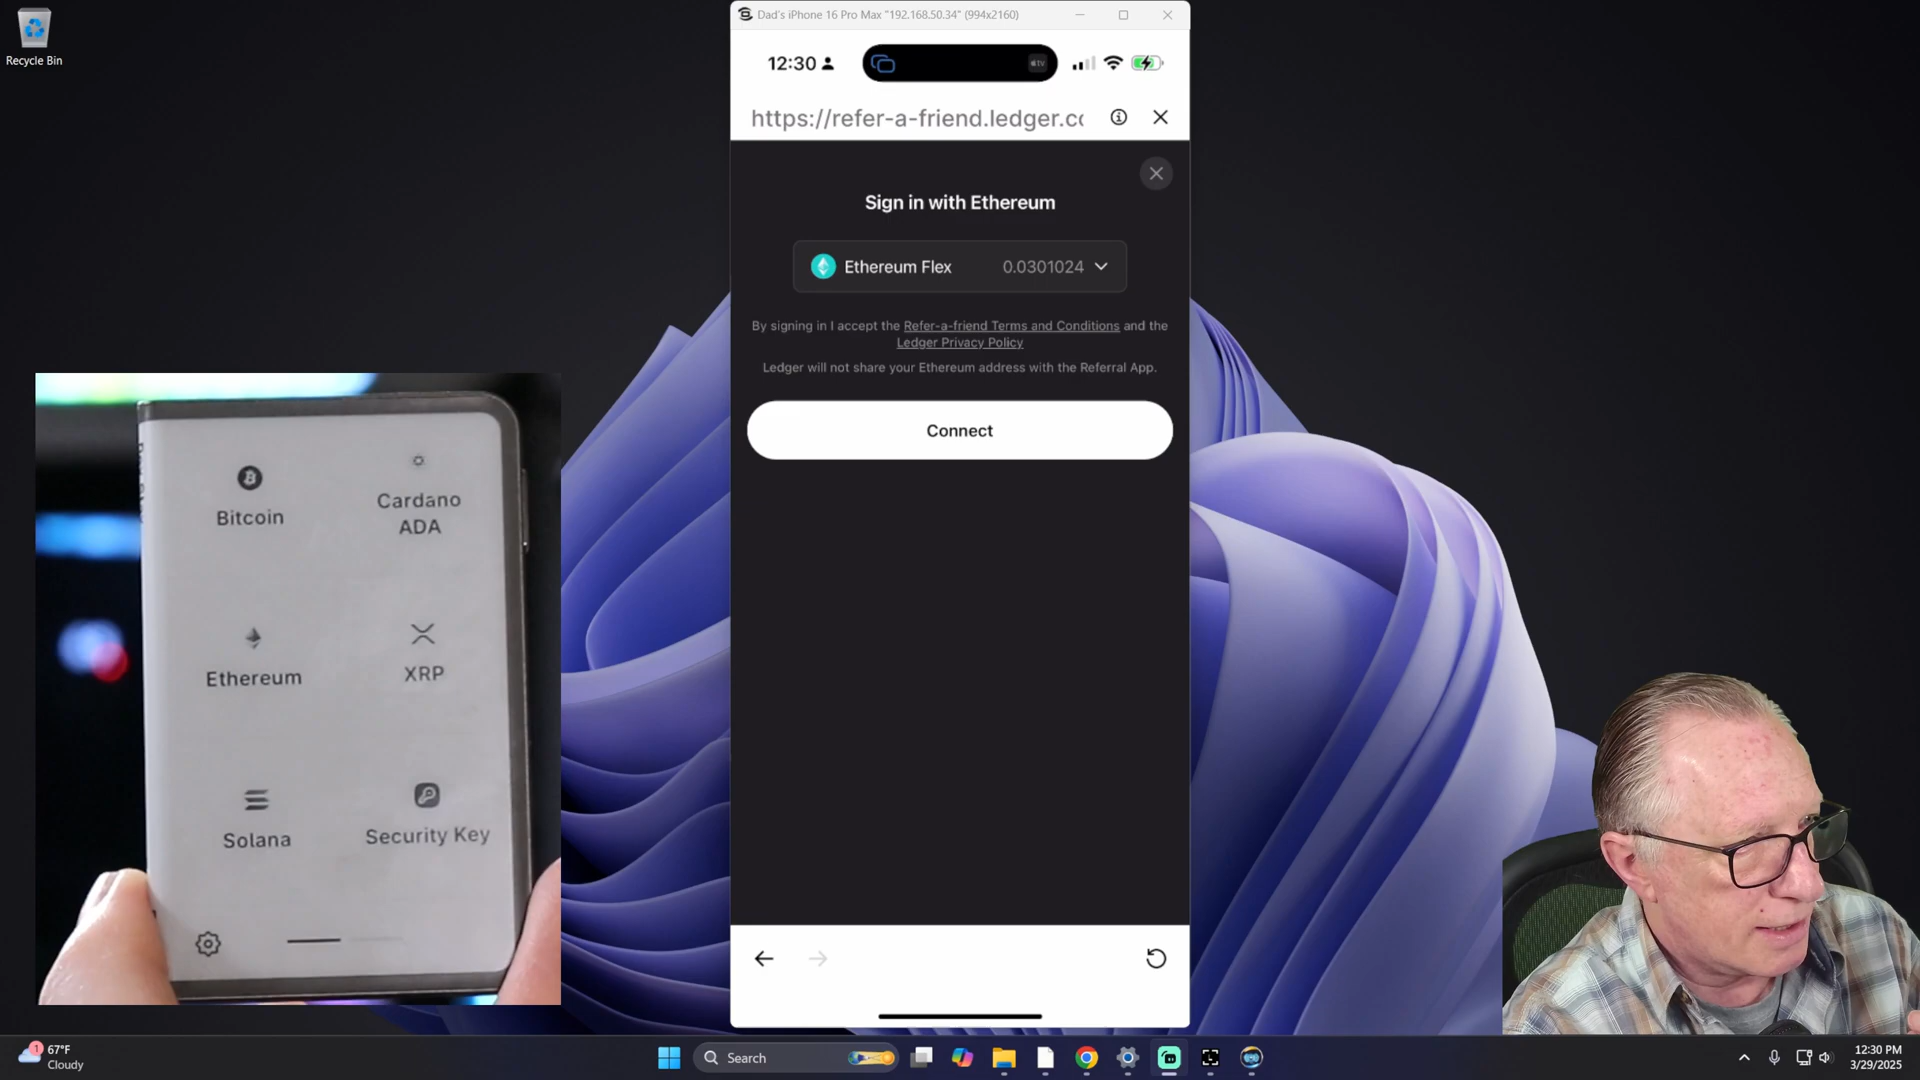 Recycle Bin
Dad's iPhone 16 Pro Max "192.168.50.34" (994x2160)
12:30
tv
https://refer-a-friend.ledger.cc
Sign in with Ethereum
Ethereum Flex 0.0301024
By signing in I accept the Refer-a-friend Terms and Conditions and the
Ledger Privacy Policy
Ledger will not share your Ethereum address with the Referral App.
Connect
Bitcoin
Cardano
ADA
Ethereum
XRP
Solana
Security Key
1
67°F
Cloudy
Search
12:30 PM
3/29/2025